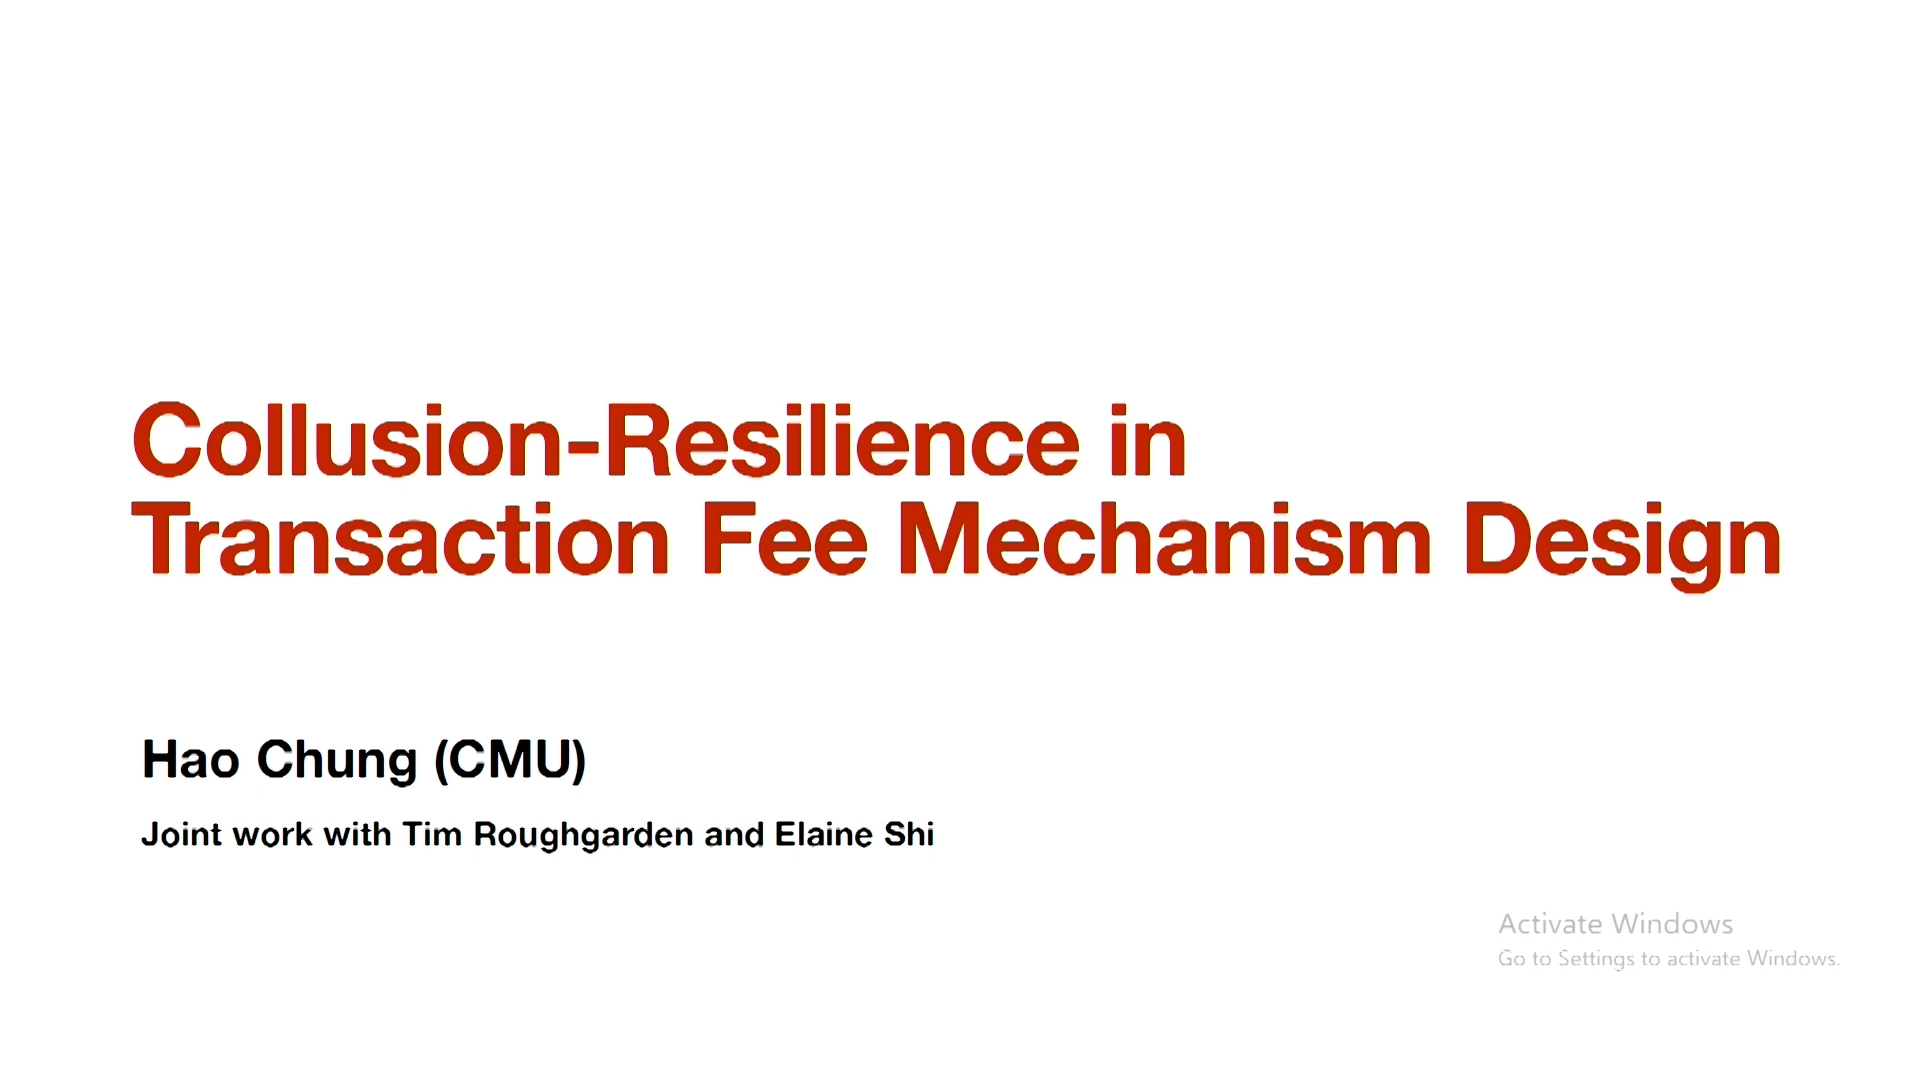 Collusion-Resilience in
Transaction Fee Mechanism Design
Hao Chung (CMU)
Joint work with Tim Roughgarden and Elaine Shi
Activate Windows
Go to Settings to activate Windows.